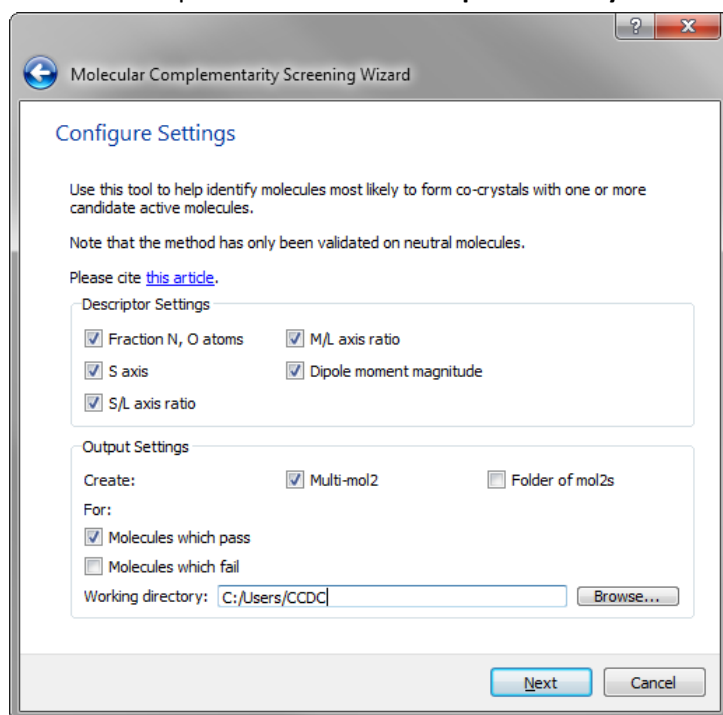 Molecular Complementarity Screening Wizard
Configure Settings
Use this tool to help identify molecules most likely to form co-crystals with one or more
candidate active molecules.
Note that the method has only been validated on neutral molecules.
Please cite this article.
Descriptor Settings
Fraction N, O atoms
M/L axis ratio
S axis
Dipole moment magnitude
S/L axis ratio
Output Settings
Create:
Multi-mol2
Folder of mol2s
For:
Molecules which pass
Molecules which fail
Working directory: C:/Users/CCDC
Browse...
Next
Cancel